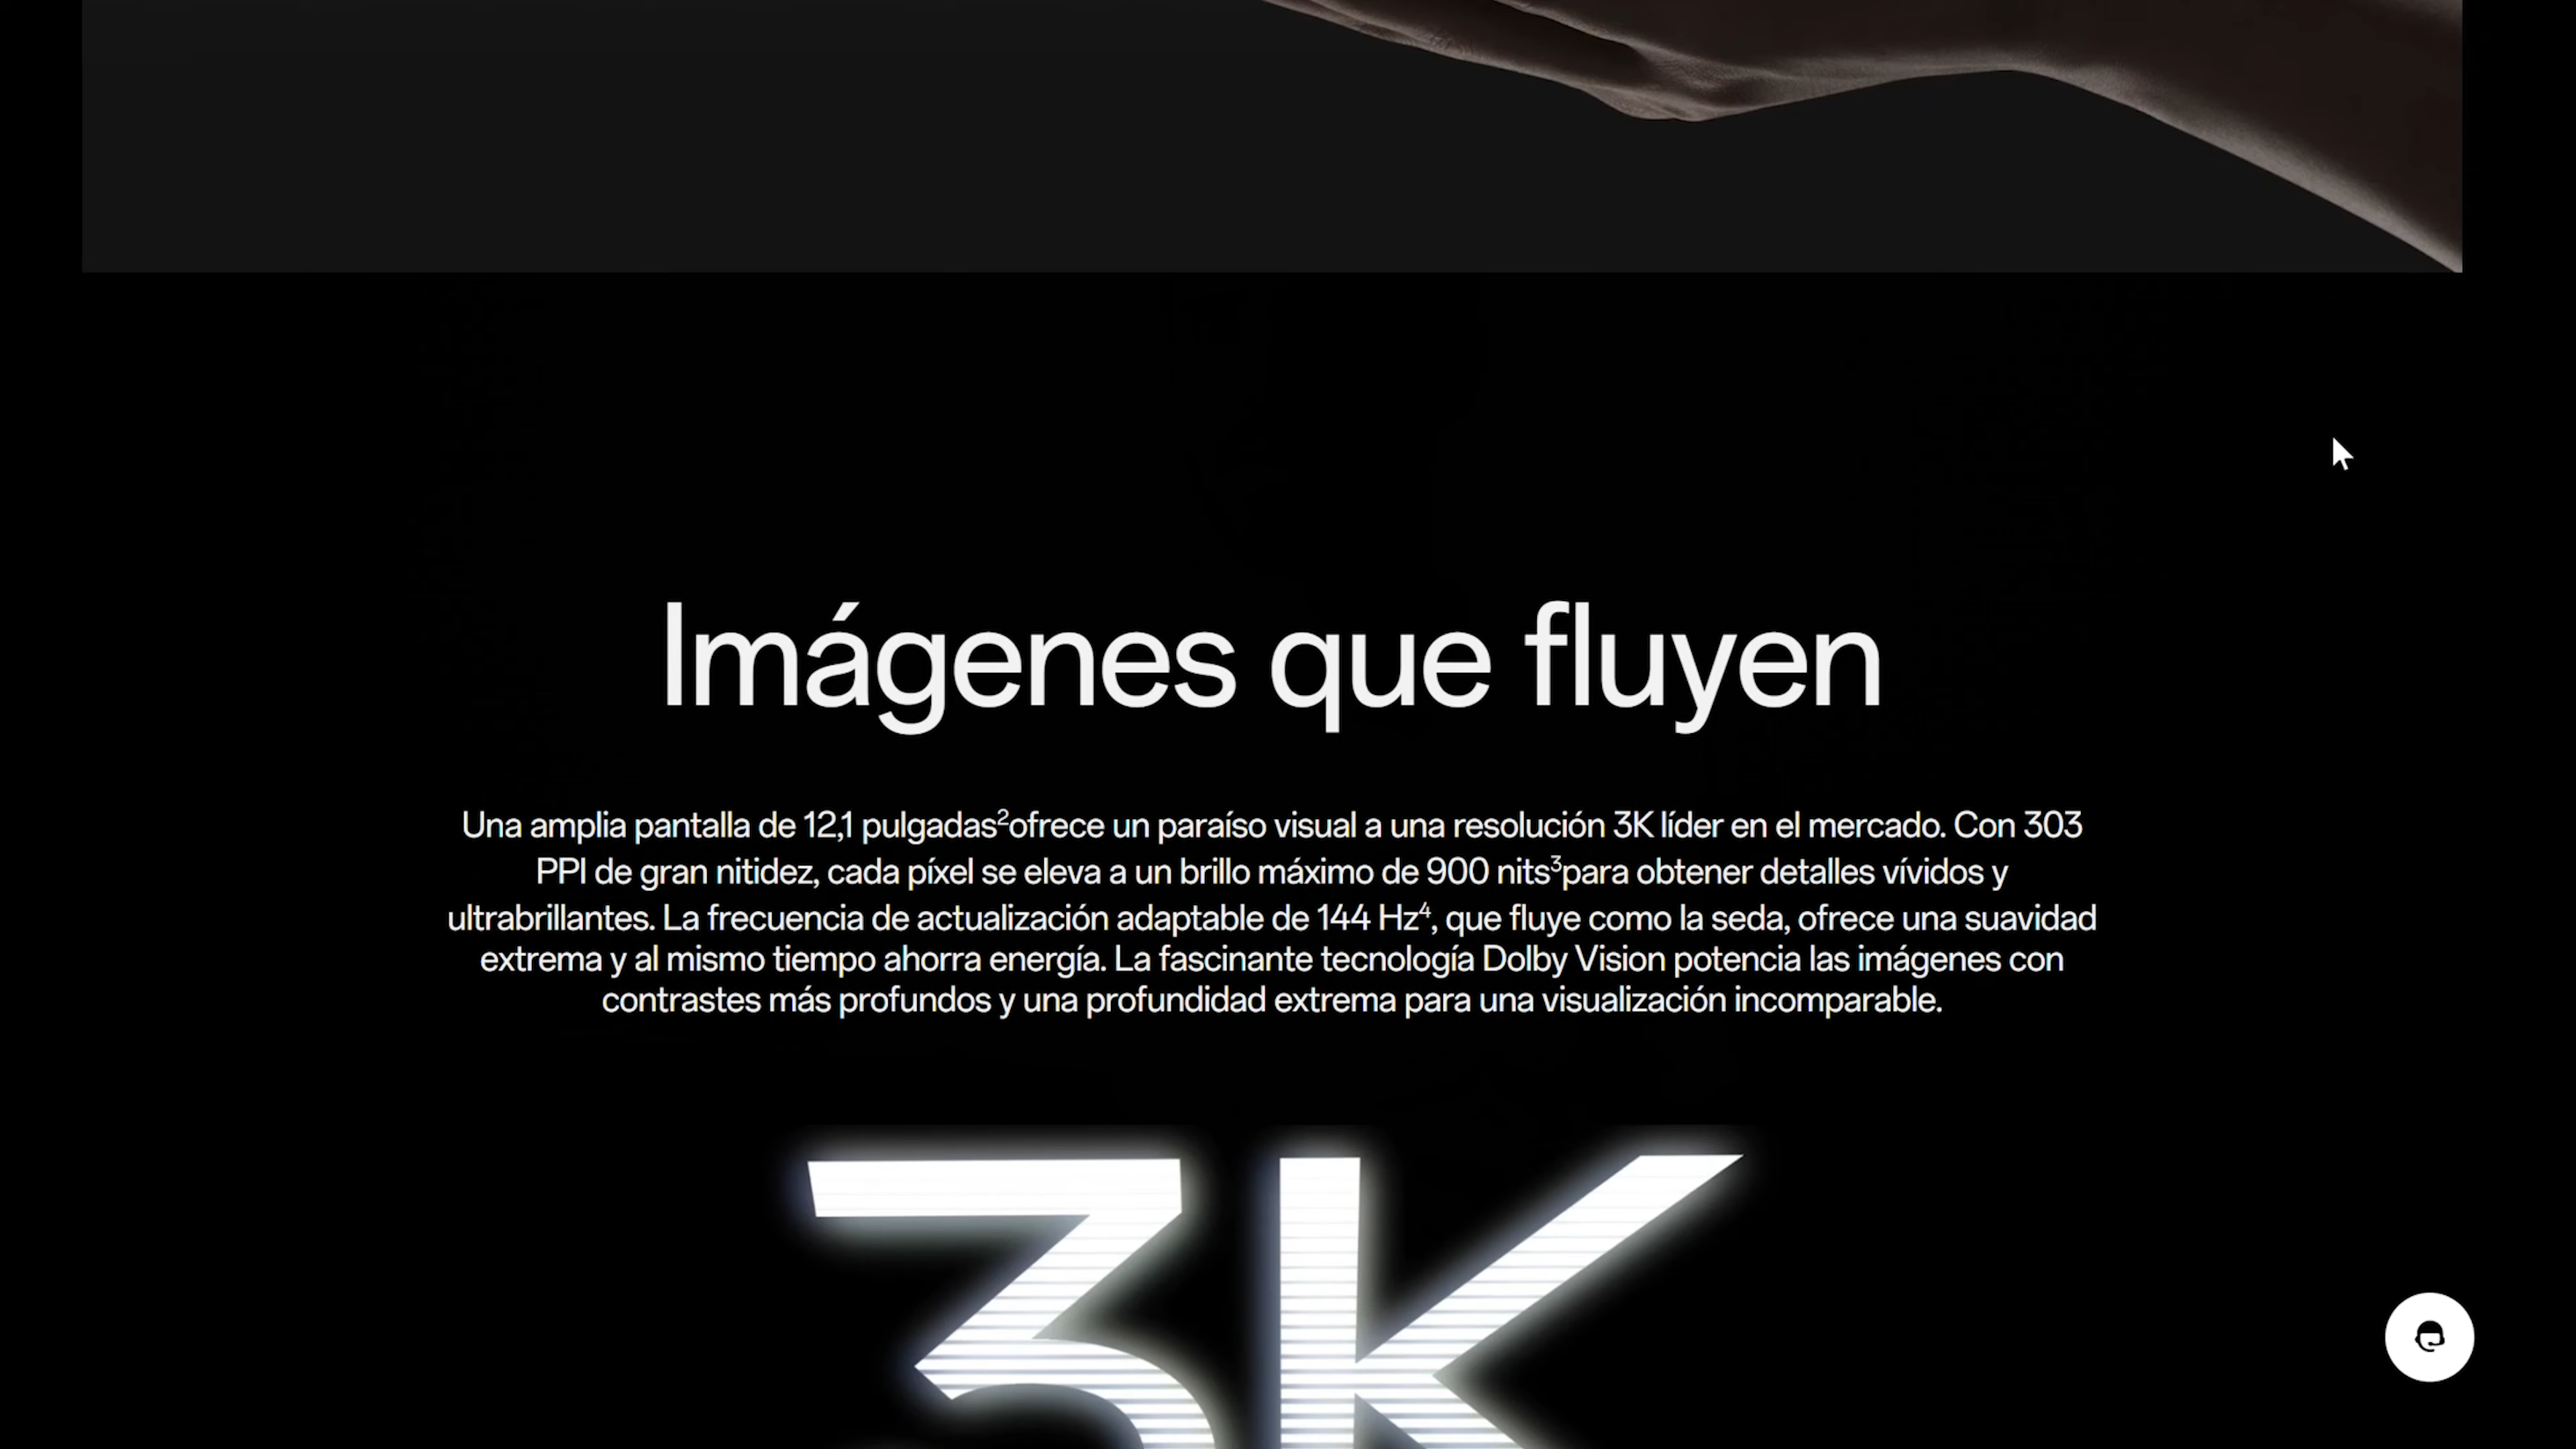 Imágenes que fluyen
Una amplia pantalla de 12,1 pulgadas²ofrece un paraíso visual a una resolución 3K líder en el mercado. Con 303
PPI de gran nitidez, cada píxel se eleva a un brillo máximo de 900 nits³para obtener detalles vívidos y
ultrabrillantes. La frecuencia de actualización adaptable de 144 Hz⁴, que fluye como la seda, ofrece una suavidad
extrema y al mismo tiempo ahorra energía. La fascinante tecnología Dolby Vision potencia las imágenes con
contrastes más profundos y una profundidad extrema para una visualización incomparable.
3K